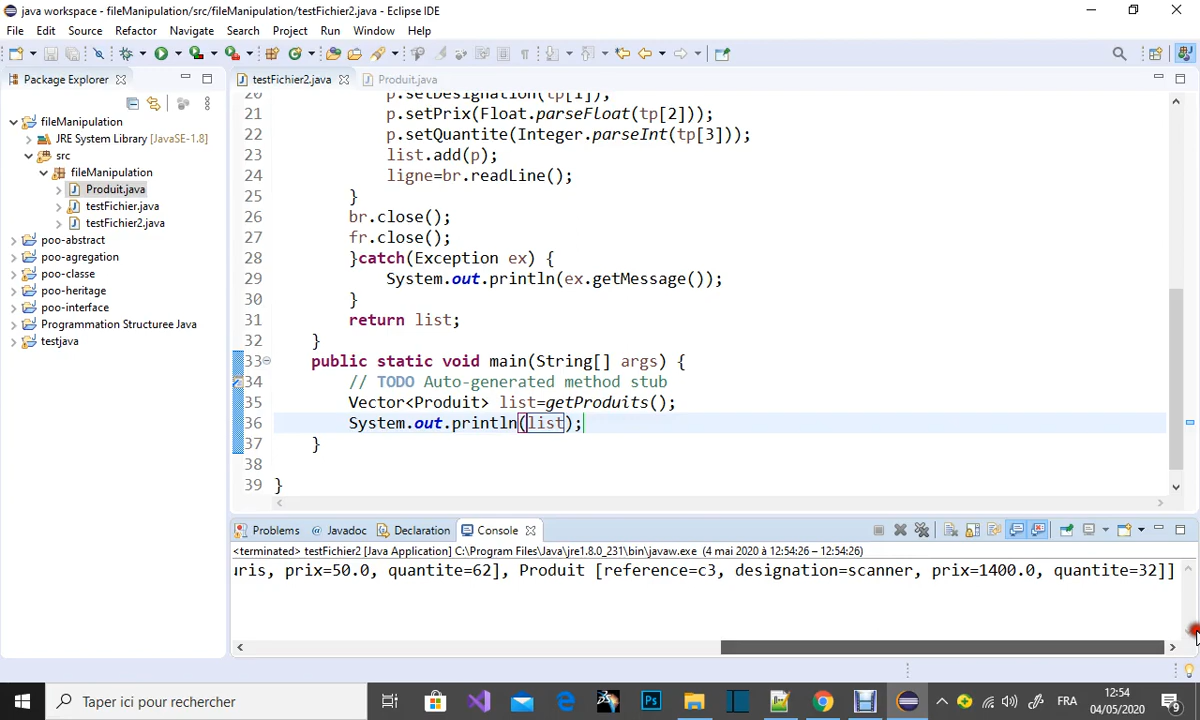 java workspace - fileManipulation/src/fileManipulation/testFichier2.java - Eclipse IDE
File Edit Source Refactor Navigate Search Project Run Window Help
Package Explorer
fileManipulation
JRE System Library [JavaSE-1.8]
src
fileManipulation
Produit.java
testFichier.java
testFichier2.java
poo-abstract
poo-agregation
poo-classe
poo-heritage
poo-interface
Programmation Structuree Java
testjava
testFichier2.java Produit.java
20 p.setDesignation(tp[1]);
21 p.setPrix(Float.parseFloat(tp[2]));
22 p.setQuantite(Integer.parseInt(tp[3]));
23 list.add(p);
24 ligne=br.readLine();
25 }
26 br.close();
27 fr.close();
28 }catch(Exception ex) {
29 System.out.println(ex.getMessage());
30 }
31 return list;
32 }
33 public static void main(String[] args) {
34 // TODO Auto-generated method stub
35 Vector<Produit> list=getProduits();
36 System.out.println(list);
37 }
38
39 }
Problems @ Javadoc Declaration Console
<terminated> testFichier2 [Java Application] C:\Program Files\Java\jre1.8.0_231\bin\javaw.exe (4 mai 2020 à 12:54:26 – 12:54:26)
uris, prix=50.0, quantite=62], Produit [reference=c3, designation=scanner, prix=1400.0, quantite=32]]
Taper ici pour rechercher
Ps
FRA
12:54
04/05/2020
9